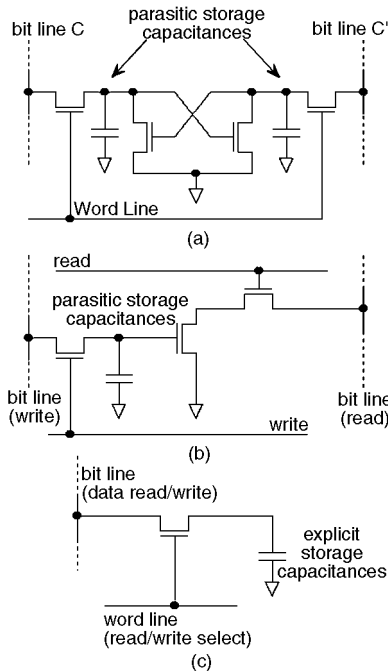 bit line C
parasitic storage
capacitances
bit line C'
Word Line
(a)
read
parasitic storage
capacitances
bit line
(write)
write
bit line
(read)
(b)
bit line
(data read/write)
explicit
storage
capacitances
word line
(read/write select)
(c)